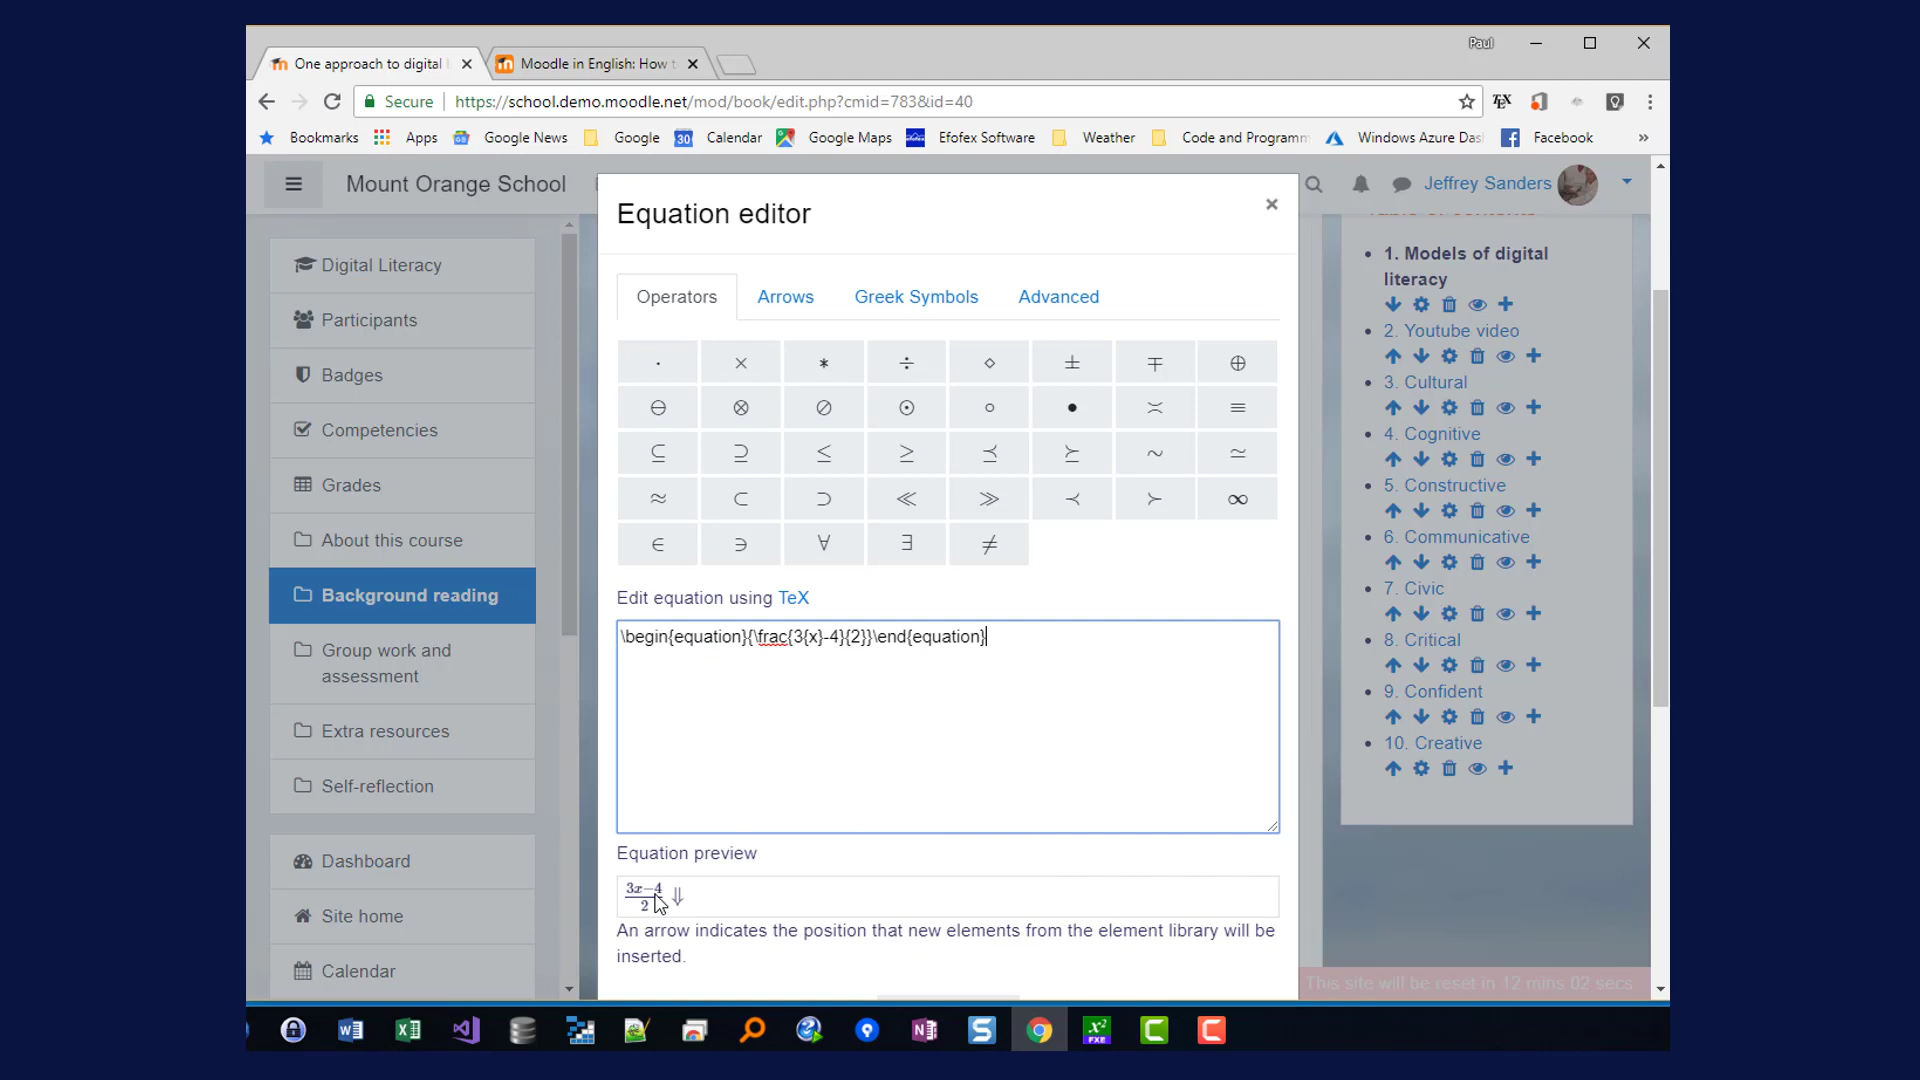 Paul
One approach to digital
Moodle in English: How t
Secure
https://school.demo.moodle.net/mod/book/edit.php?cmid=783&id=40
Bookmarks
Apps
Google News
Google
30
Calendar
Google Maps
Efofex Software
Weather
Code and Programm
Windows Azure Das
Facebook
»
Mount Orange School
Jeffrey Sanders
Digital Literacy
Participants
Badges
Competencies
Grades
About this course
Background reading
Group work and
assessment
Extra resources
Self-reflection
Dashboard
Site home
Calendar
Equation editor
×
Operators
Arrows
Greek Symbols
Advanced
· × ∗ ÷ ⋄ ± ∓ ⊕
⊖ ⊗ ⊘ ⊙ ∘ • ≍ ≡
⊆ ⊇ ≤ ≥ ⪯ ⪰ ∼ ≃
≈ ⊂ ⊃ ≪ ≫ ≺ ≻ ∞
∈ ∋ ∀ ∃ ≠
Edit equation using TeX
\begin{equation}{\frac{3{x}-4}{2}}\end{equation}
Equation preview
3x−4
2
⇓
An arrow indicates the position that new elements from the element library will be
inserted.
1. Models of digital
literacy
2. Youtube video
3. Cultural
4. Cognitive
5. Constructive
6. Communicative
7. Civic
8. Critical
9. Confident
10. Creative
This site will be reset in 12 mins 02 secs
FXE